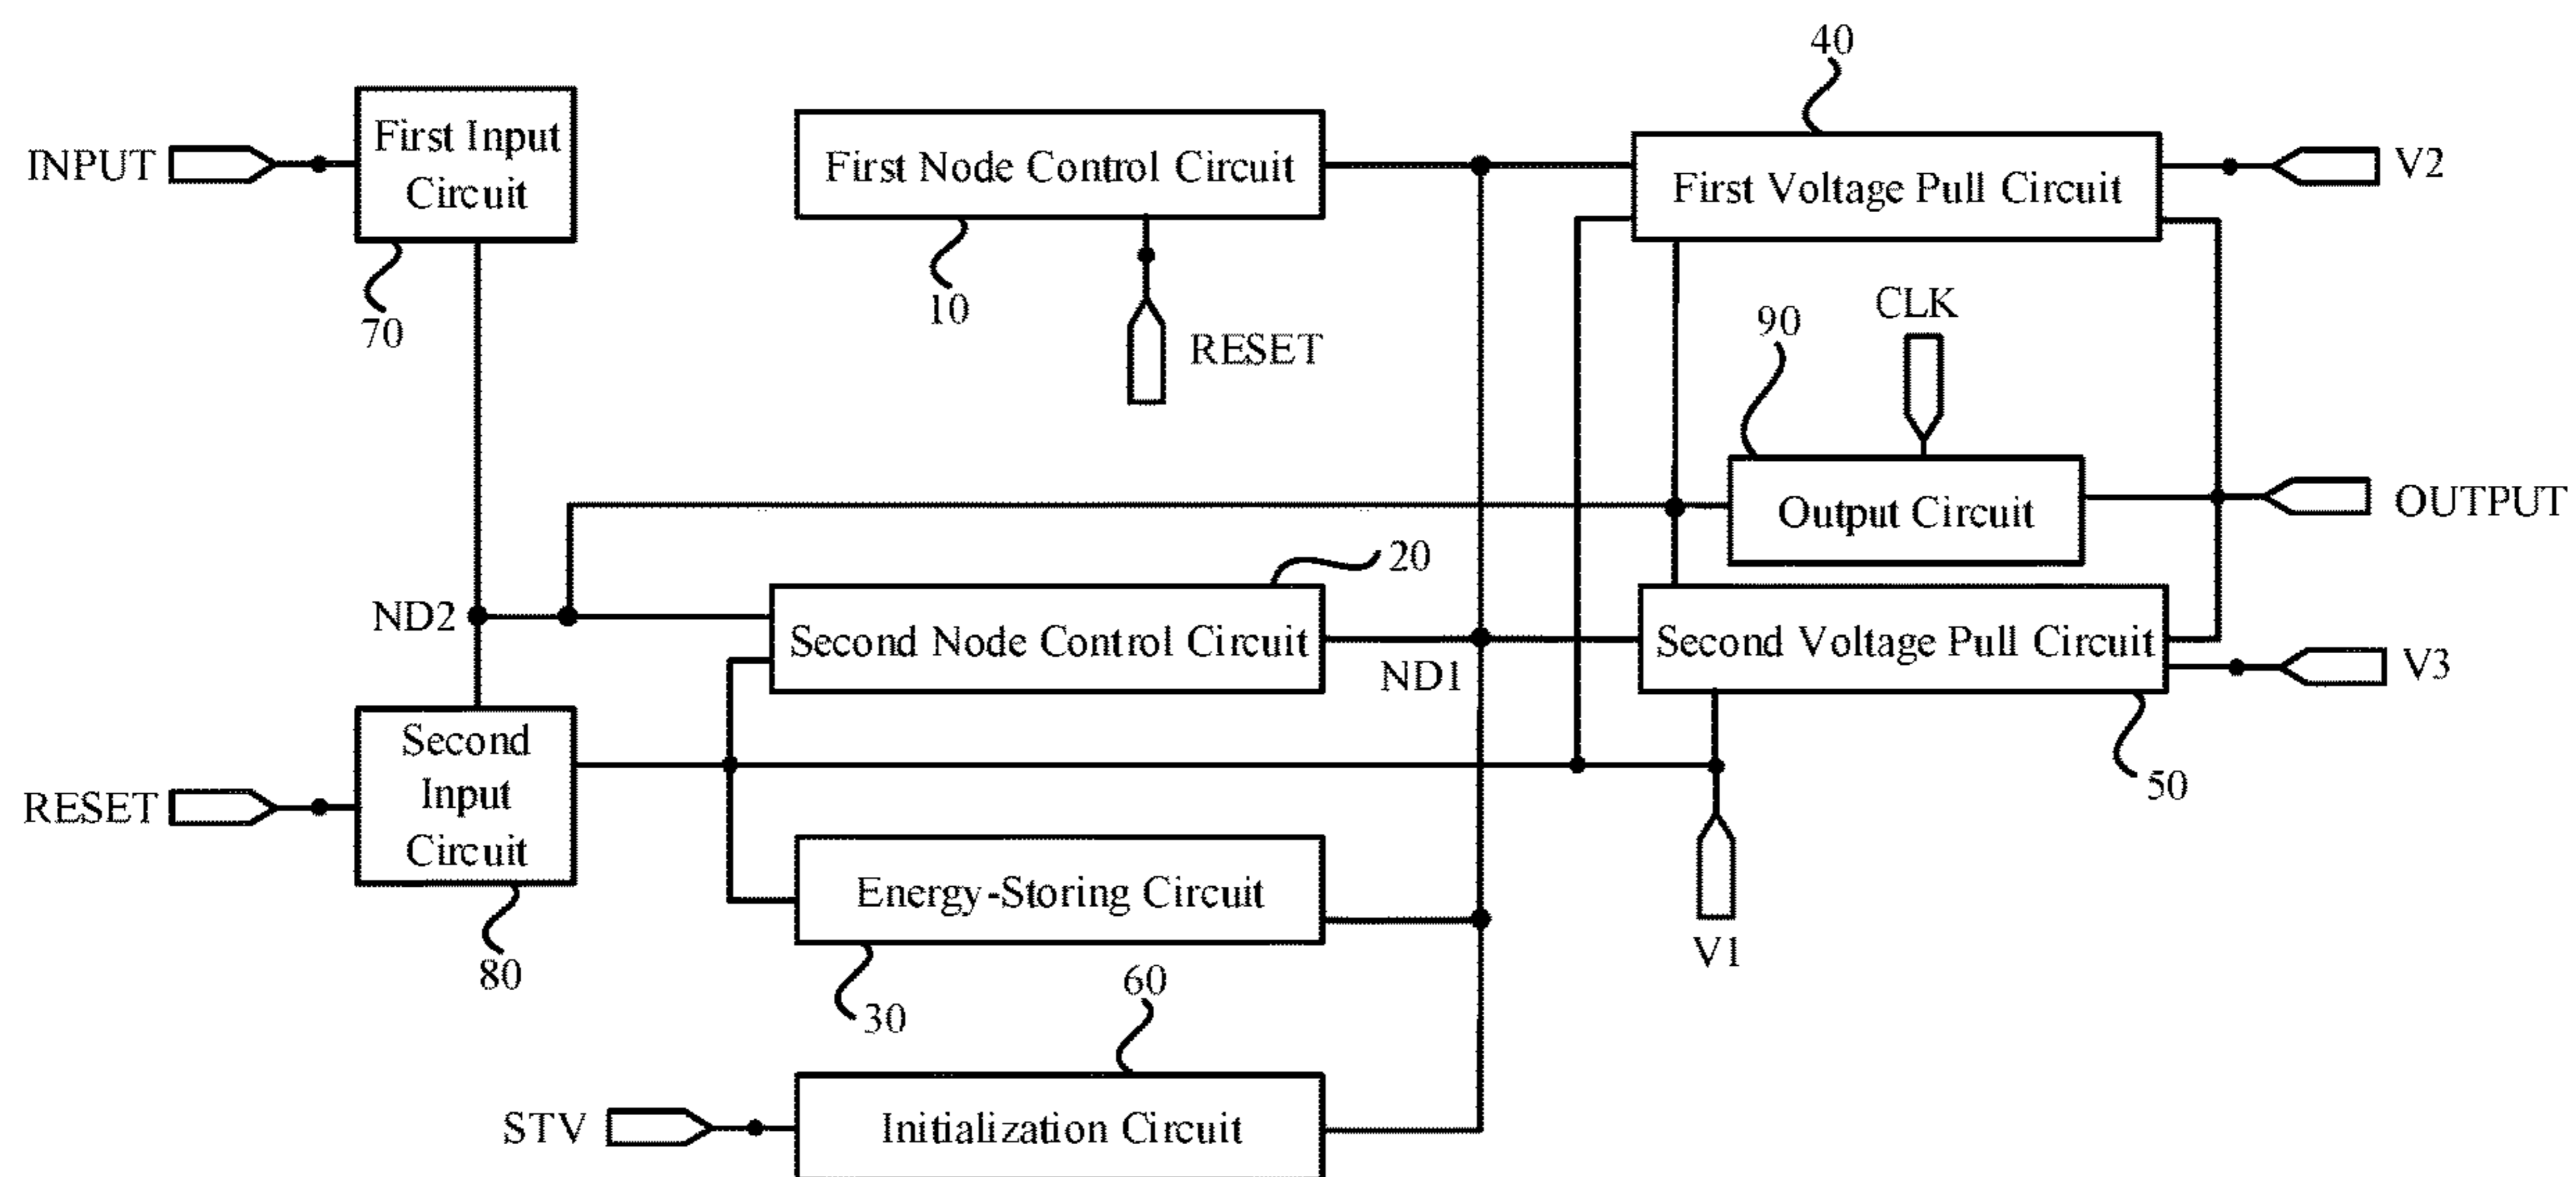 40
INPUT
First Input
Circuit
First Node Control Circuit
First Voltage Pull Circuit
V2
70
10
RESET
90
CLK
Output Circuit
OUTPUT
20
ND2
Second Node Control Circuit
ND1
Second Voltage Pull Circuit
V3
RESET
Second
Input
Circuit
50
Energy-Storing Circuit
V1
80
30
60
STV
Initialization Circuit